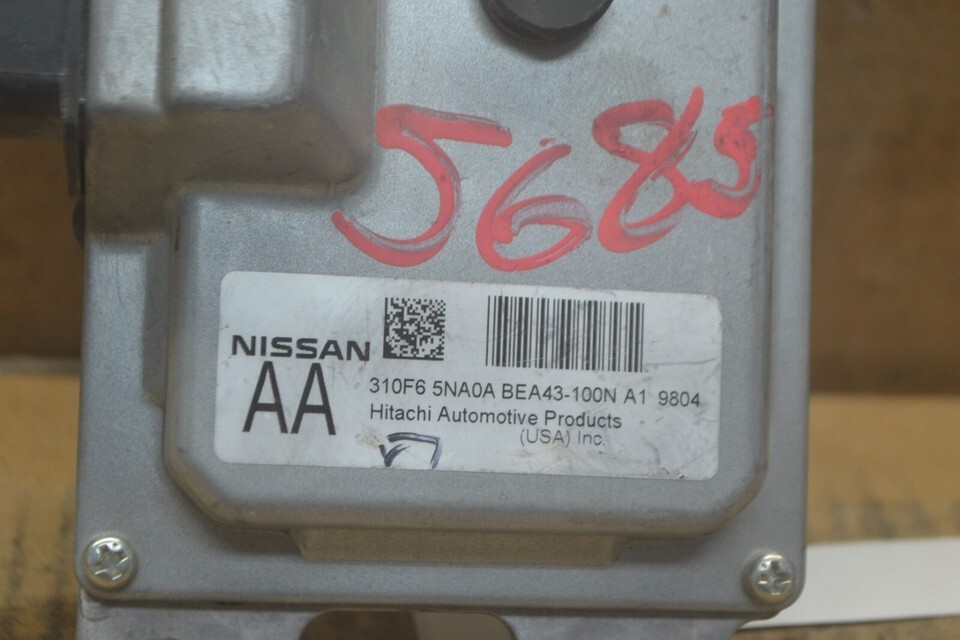 5685
NISSAN
AA
310F6 5NA0A BEA43-100N A1 9804
Hitachi Automotive Products
(USA) Inc.